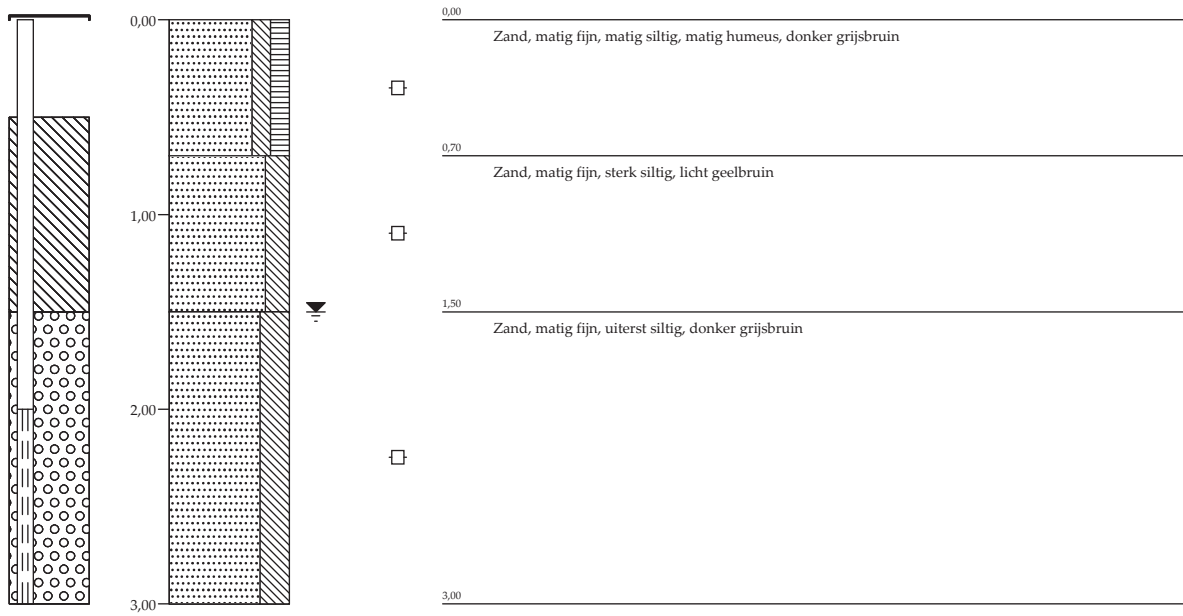 0,00
0,00
Zand, matig fijn, matig siltig, matig humeus, donker grijsbruin
0,70
Zand, matig fijn, sterk siltig, licht geelbruin
1,00
1,50
Zand, matig fijn, uiterst siltig, donker grijsbruin
2,00
3,00
3,00